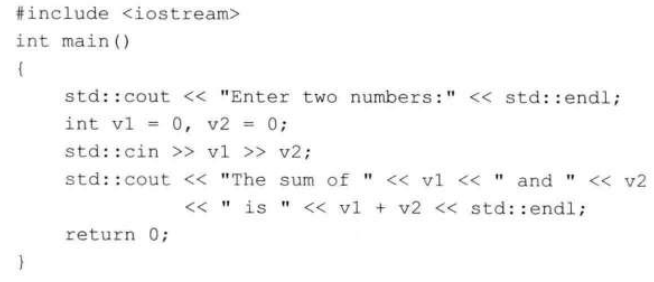 #include <iostream>
int main()
{
    std::cout << "Enter two numbers:" << std::endl;
    int v1 = 0, v2 = 0;
    std::cin >> v1 >> v2;
    std::cout << "The sum of " << v1 << " and " << v2
              << " is " << v1 + v2 << std::endl;
    return 0;
}